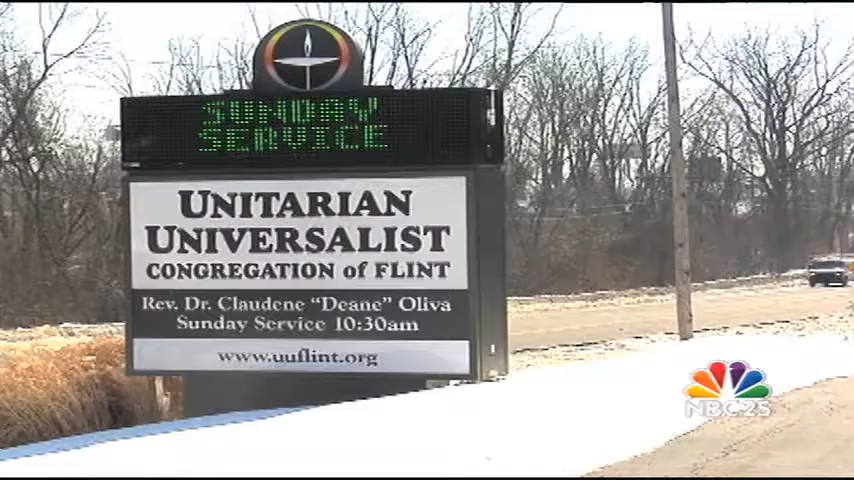 SUNDAY
SERVICE
UNITARIAN
UNIVERSALIST
CONGREGATION of FLINT
Rev. Dr. Claudene "Deane" Oliva
Sunday Service 10:30am
www.uuflint.org
NBC25